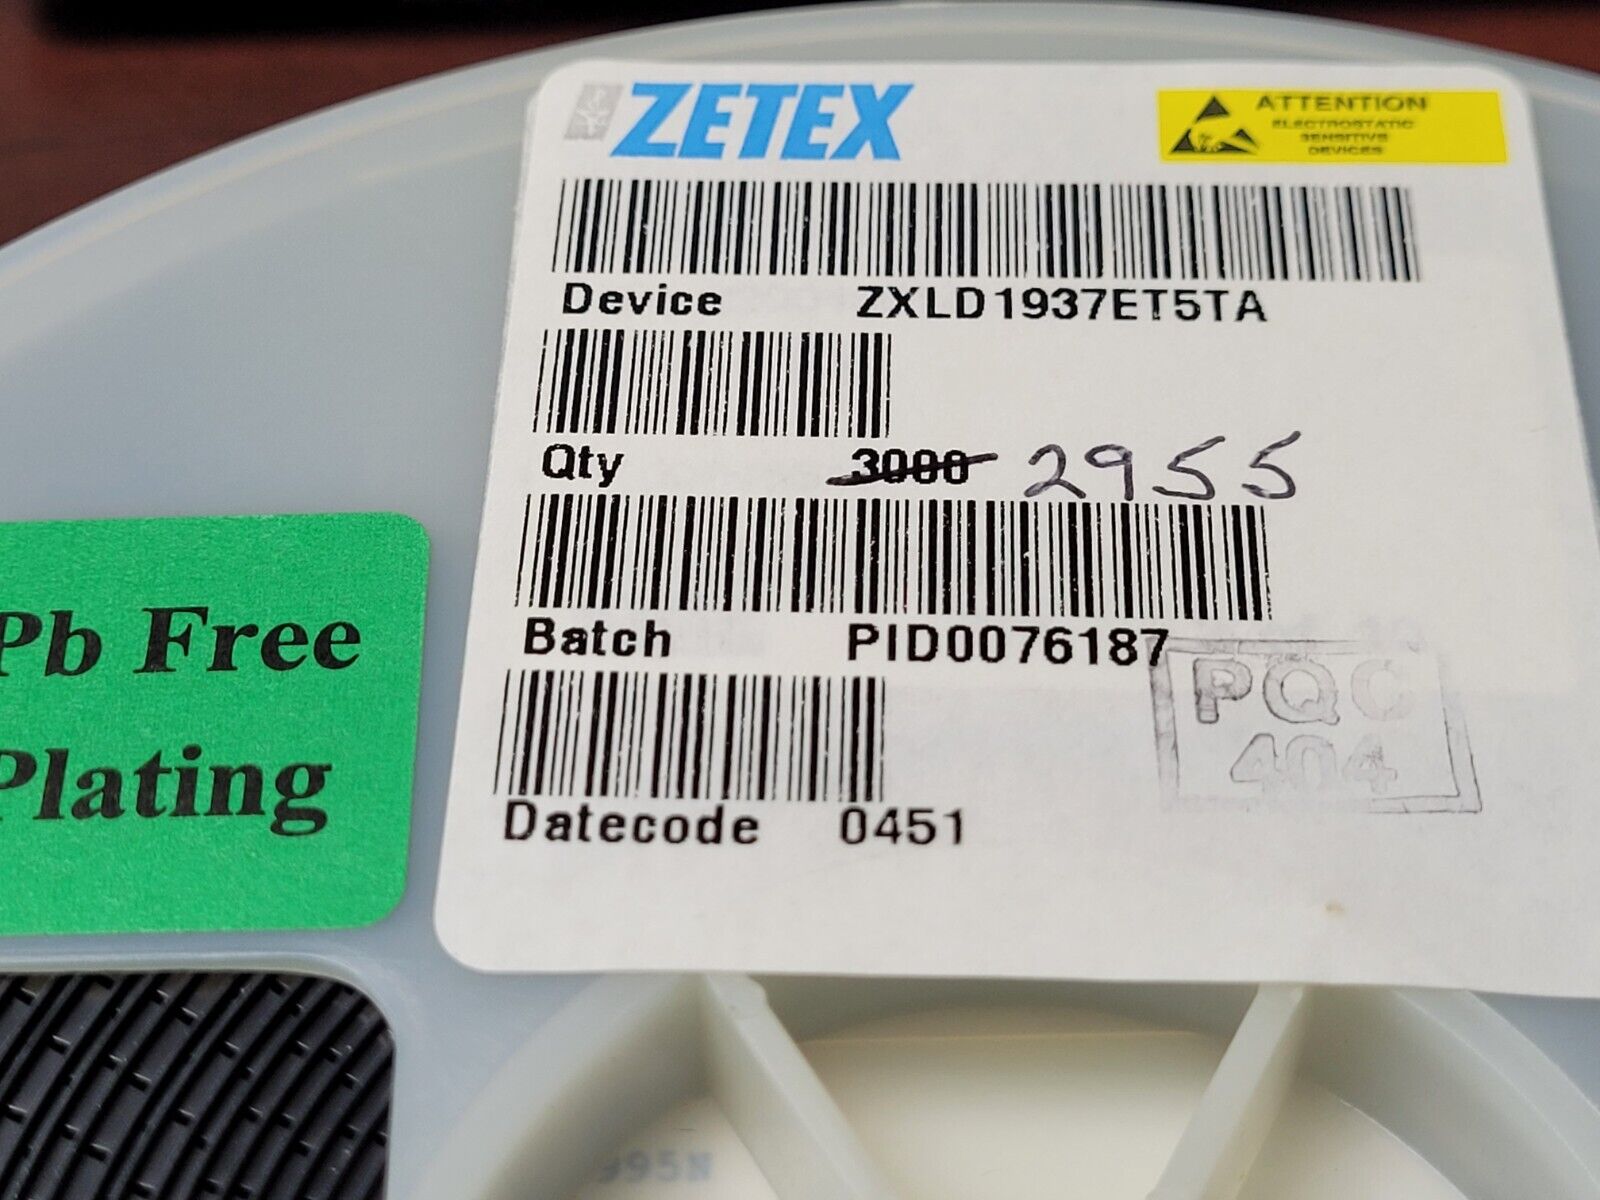 ZETEX
ATTENTION
ELECTROSTATIC
SENSITIVE
DEVICES
Device ZXLD1937ET5TA
Qty 3000 2955
Batch PID0076187
PQC
404
Datecode 0451
Pb Free
Plating
995N